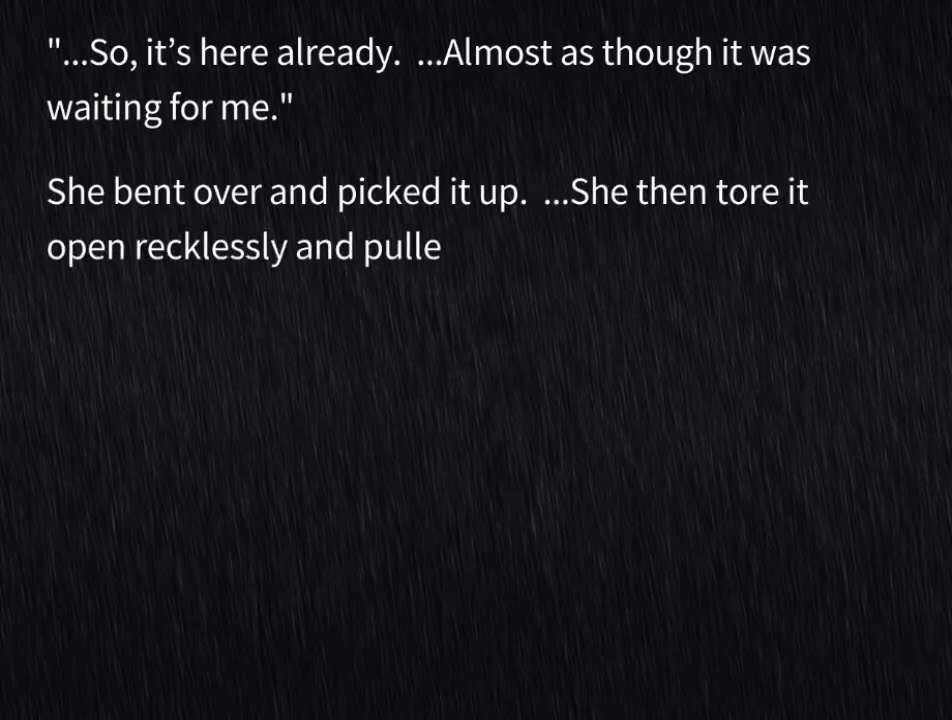 "...So, it’s here already.  ...Almost as though it was
waiting for me."
She bent over and picked it up.  ...She then tore it
open recklessly and pulle